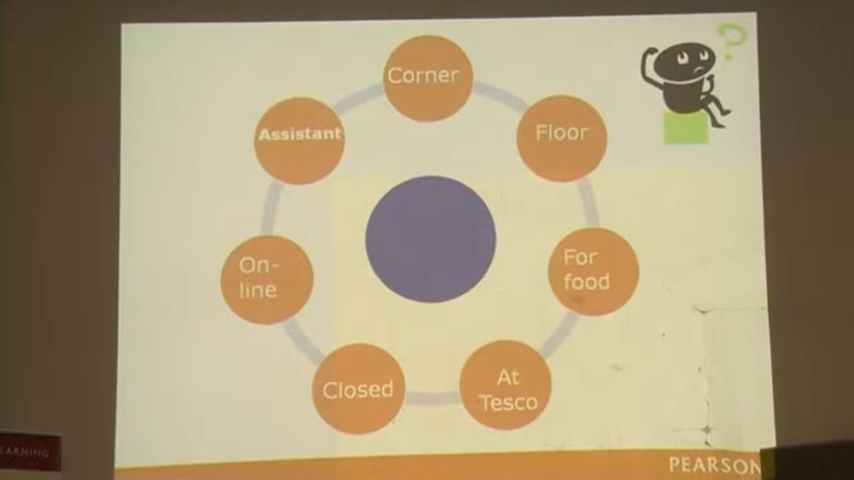 Corner
Assistant
Floor
On-
line
For
food
Closed
At
Tesco
PEARSON
EARNING